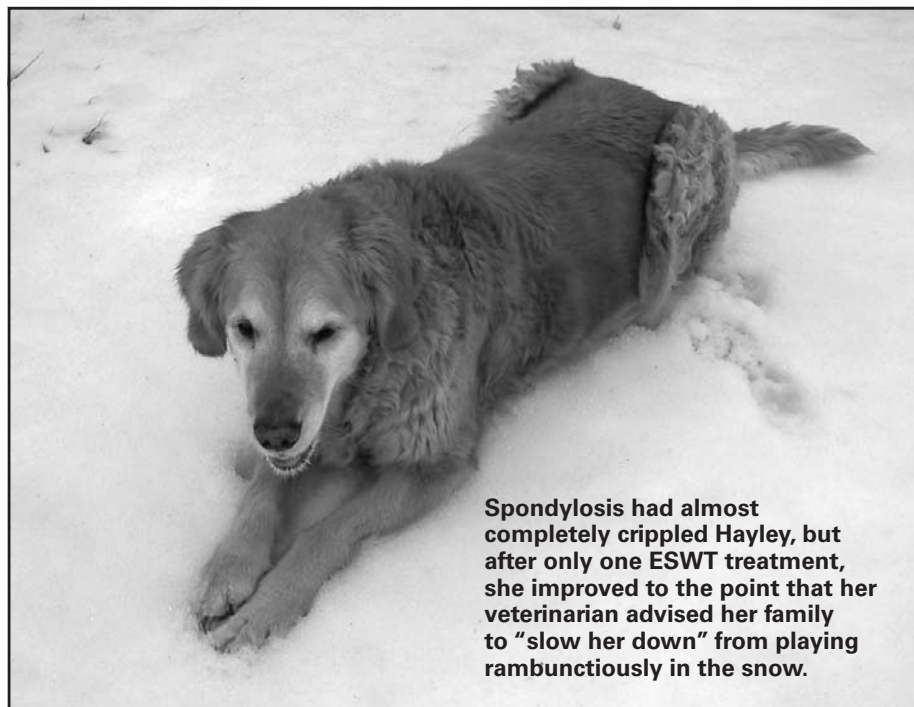 Spondylosis had almost
completely crippled Hayley, but
after only one ESWT treatment,
she improved to the point that her
veterinarian advised her family
to “slow her down” from playing
rambunctiously in the snow.